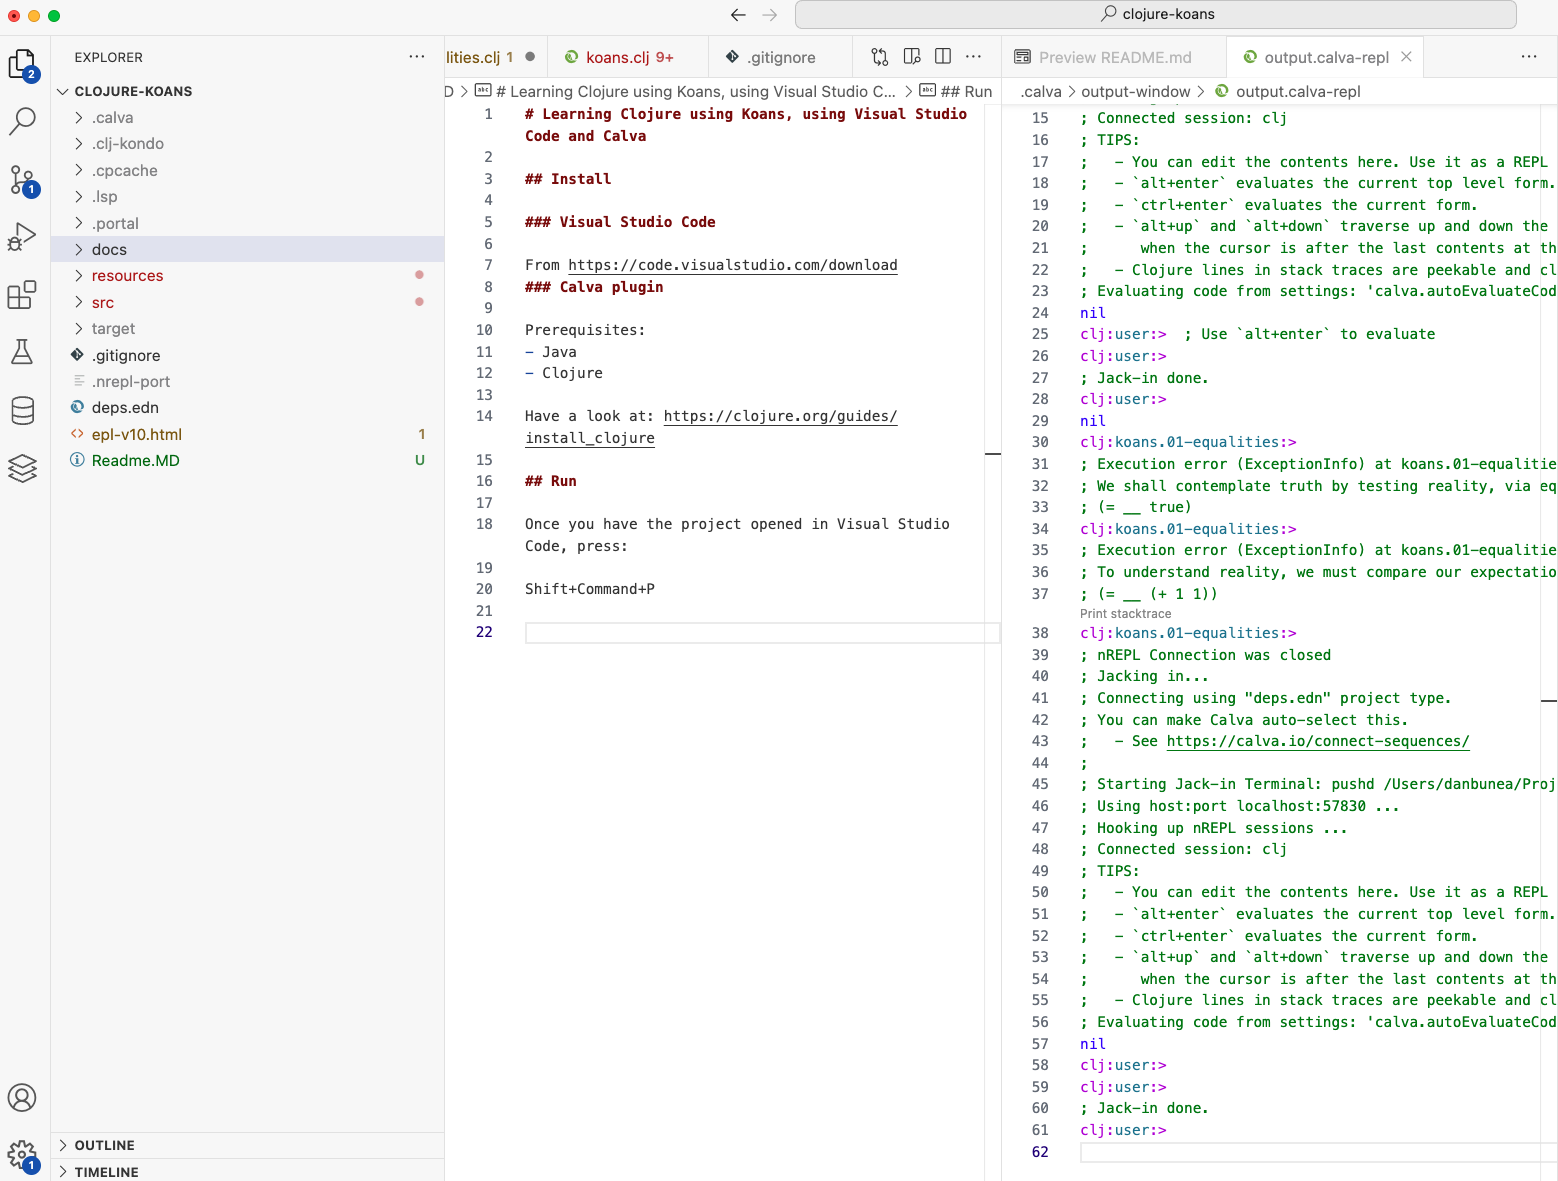 clojure-koans
EXPLORER
CLOJURE-KOANS
.calva
.clj-kondo
.cpcache
.lsp
.portal
docs
resources
src
target
.gitignore
.nrepl-port
deps.edn
epl-v10.html 1
Readme.MD U
OUTLINE
TIMELINE
2
1
1
lities.clj 1
koans.clj 9+
.gitignore
D > # Learning Clojure using Koans, using Visual Studio C... > ## Run
1 # Learning Clojure using Koans, using Visual Studio
Code and Calva
2
3 ## Install
4
5 ### Visual Studio Code
6
7 From https://code.visualstudio.com/download
8 ### Calva plugin
9
10 Prerequisites:
11 - Java
12 - Clojure
13
14 Have a look at: https://clojure.org/guides/
install_clojure
15
16 ## Run
17
18 Once you have the project opened in Visual Studio
Code, press:
19
20 Shift+Command+P
21
22
Preview README.md
output.calva-repl
.calva > output-window > output.calva-repl
15 ; Connected session: clj
16 ; TIPS:
17 ;   - You can edit the contents here. Use it as a REPL
18 ;   - `alt+enter` evaluates the current top level form.
19 ;   - `ctrl+enter` evaluates the current form.
20 ;   - `alt+up` and `alt+down` traverse up and down the
21 ;      when the cursor is after the last contents at th
22 ;   - Clojure lines in stack traces are peekable and cl
23 ; Evaluating code from settings: 'calva.autoEvaluateCod
24 nil
25 clj:user:>  ; Use `alt+enter` to evaluate
26 clj:user:>
27 ; Jack-in done.
28 clj:user:>
29 nil
30 clj:koans.01-equalities:>
31 ; Execution error (ExceptionInfo) at koans.01-equalitie
32 ; We shall contemplate truth by testing reality, via eq
33 ; (= __ true)
34 clj:koans.01-equalities:>
35 ; Execution error (ExceptionInfo) at koans.01-equalitie
36 ; To understand reality, we must compare our expectatio
37 ; (= __ (+ 1 1))
Print stacktrace
38 clj:koans.01-equalities:>
39 ; nREPL Connection was closed
40 ; Jacking in...
41 ; Connecting using "deps.edn" project type.
42 ; You can make Calva auto-select this.
43 ;   - See https://calva.io/connect-sequences/
44 ;
45 ; Starting Jack-in Terminal: pushd /Users/danbunea/Proj
46 ; Using host:port localhost:57830 ...
47 ; Hooking up nREPL sessions ...
48 ; Connected session: clj
49 ; TIPS:
50 ;   - You can edit the contents here. Use it as a REPL
51 ;   - `alt+enter` evaluates the current top level form.
52 ;   - `ctrl+enter` evaluates the current form.
53 ;   - `alt+up` and `alt+down` traverse up and down the
54 ;      when the cursor is after the last contents at th
55 ;   - Clojure lines in stack traces are peekable and cl
56 ; Evaluating code from settings: 'calva.autoEvaluateCod
57 nil
58 clj:user:>
59 clj:user:>
60 ; Jack-in done.
61 clj:user:>
62